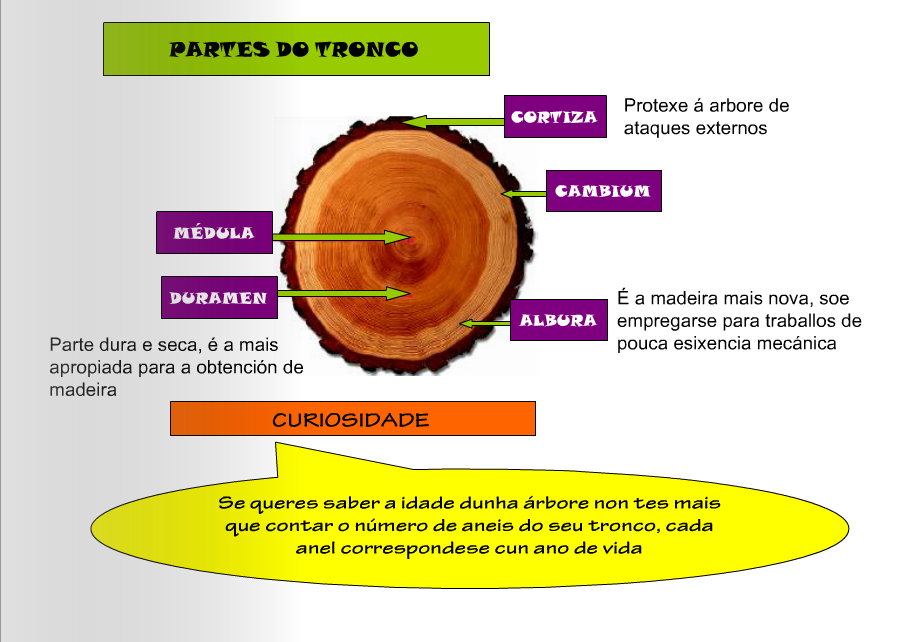 PARTES DO TRONCO
CORTIZA
Protexe á arbore de
ataques externos
CAMBIUM
MÉDULA
DURAMEN
Parte dura e seca, é a mais
apropiada para a obtención de
madeira
ALBURA
É a madeira mais nova, soe
empregarse para traballos de
pouca esixencia mecánica
CURIOSIDADE
Se queres saber a idade dunha árbore non tes mais
que contar o número de aneis do seu tronco, cada
anel correspondese cun ano de vida